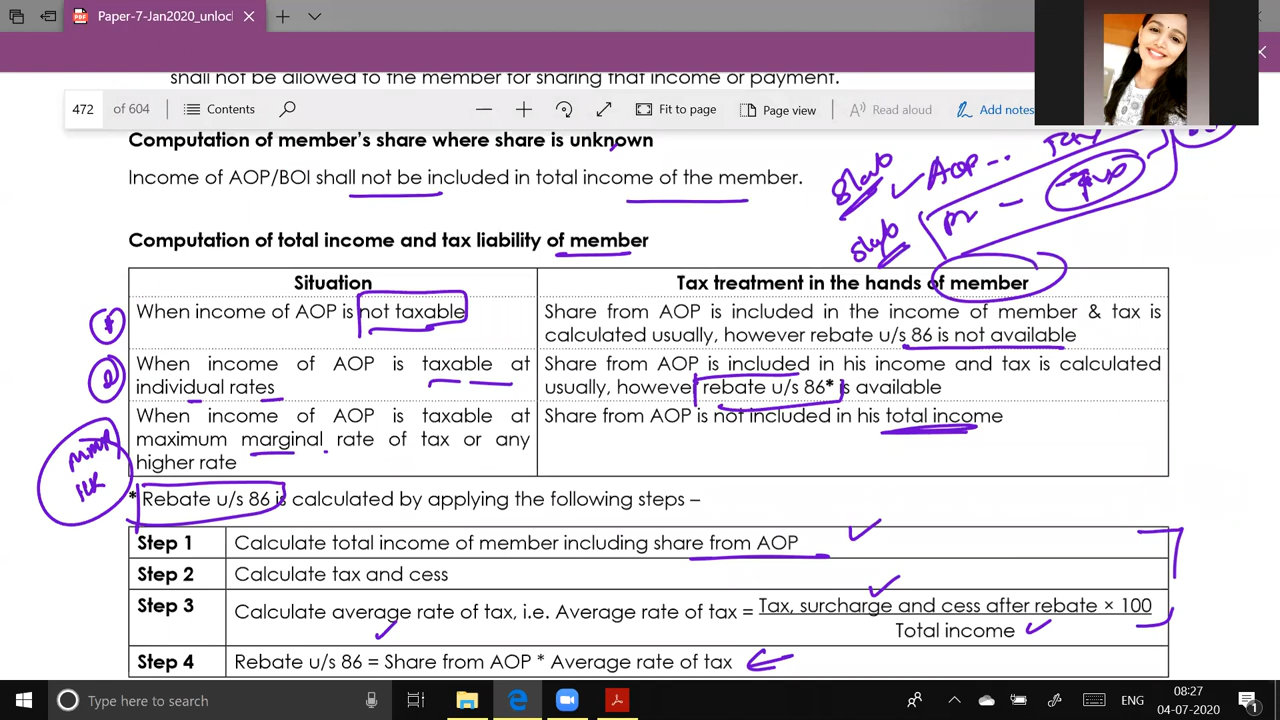 Paper-7-Jan2020_unlock
shall not be allowed to the member for sharing that income or payment.
472 of 604 Contents Fit to page Page view Read aloud Add notes
Computation of member's share where share is unknown
Income of AOP/BOI shall not be included in total income of the member.
slab AOP
slab
Computation of total income and tax liability of member
Situation Tax treatment in the hands of member
When income of AOP is not taxable
Share from AOP is included in the income of member & tax is
calculated usually, however rebate u/s 86 is not available
When income of AOP is taxable at
individual rates
Share from AOP is included in his income and tax is calculated
usually, however rebate u/s 86* is available
When income of AOP is taxable at
maximum marginal rate of tax or any
higher rate
Share from AOP is not included in his total income
MMR
* Rebate u/s 86 is calculated by applying the following steps –
Step 1 Calculate total income of member including share from AOP
Step 2 Calculate tax and cess
Step 3 Calculate average rate of tax, i.e. Average rate of tax = Tax, surcharge and cess after rebate × 100
Total income
Step 4 Rebate u/s 86 = Share from AOP * Average rate of tax
Type here to search
ENG
08:27
04-07-2020
1